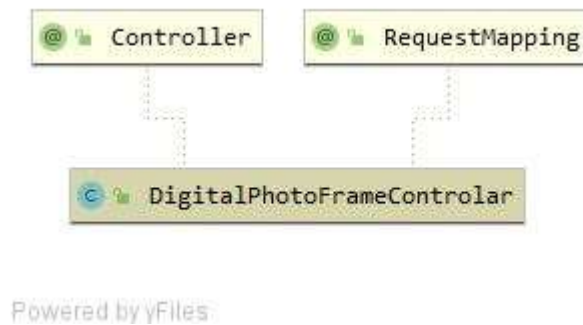 @ Controller
@ RequestMapping
C DigitalPhotoFrameControlar
Powered by yFiles